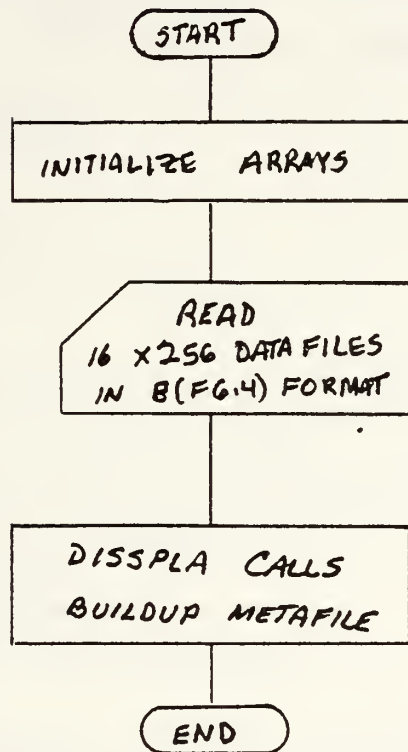 START
INITIALIZE ARRAYS
READ
16 x 256 DATA FILES
IN 8(F6.4) FORMAT
DISSPLA CALLS
BUILDUP METAFILE
END